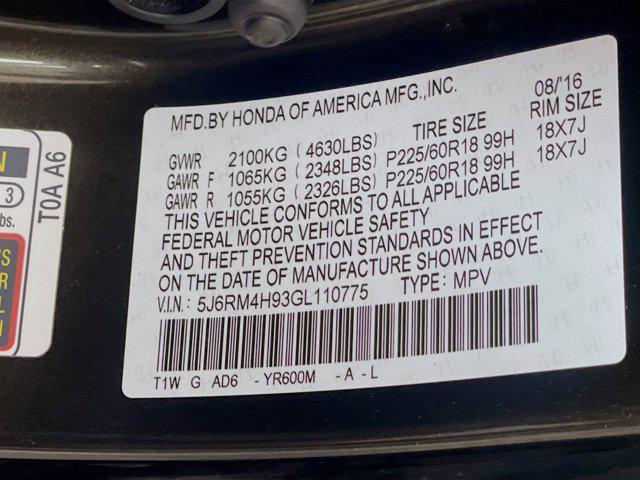 MFD.BY HONDA OF AMERICA MFG.,INC. 08/'16
TIRE SIZE RIM SIZE
GVWR 2100KG ( 4630LBS)
GAWR F 1065KG ( 2348LBS) P225/60R18 99H 18X7J
GAWR R 1055KG ( 2326LBS) P225/60R18 99H 18X7J
THIS VEHICLE CONFORMS TO ALL APPLICABLE
FEDERAL MOTOR VEHICLE SAFETY
AND THEFT PREVENTION STANDARDS IN EFFECT
ON THE DATE OF MANUFACTURE SHOWN ABOVE.
V.I.N.: 5J6RM4H93GL110775 TYPE: MPV
T1W G AD6 -YR600M -A-L
T0A A6
N
3
bs.
'S
R
L
N